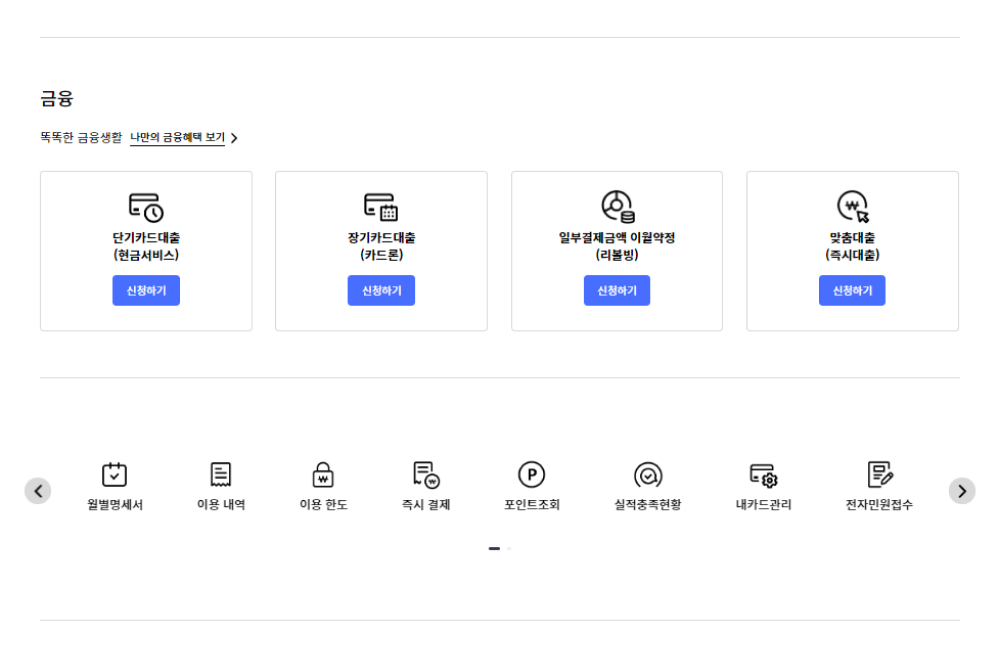 금융
똑똑한 금융생활 나만의 금융혜택 보기
단기카드대출
(현금서비스)
신청하기
장기카드대출
(카드론)
신청하기
일부결제금액 이월약정
(리볼빙)
신청하기
맞춤대출
(즉시대출)
신청하기
월별명세서
이용 내역
이용 한도
즉시 결제
P
포인트조회
실적충족현황
내카드관리
전자민원접수